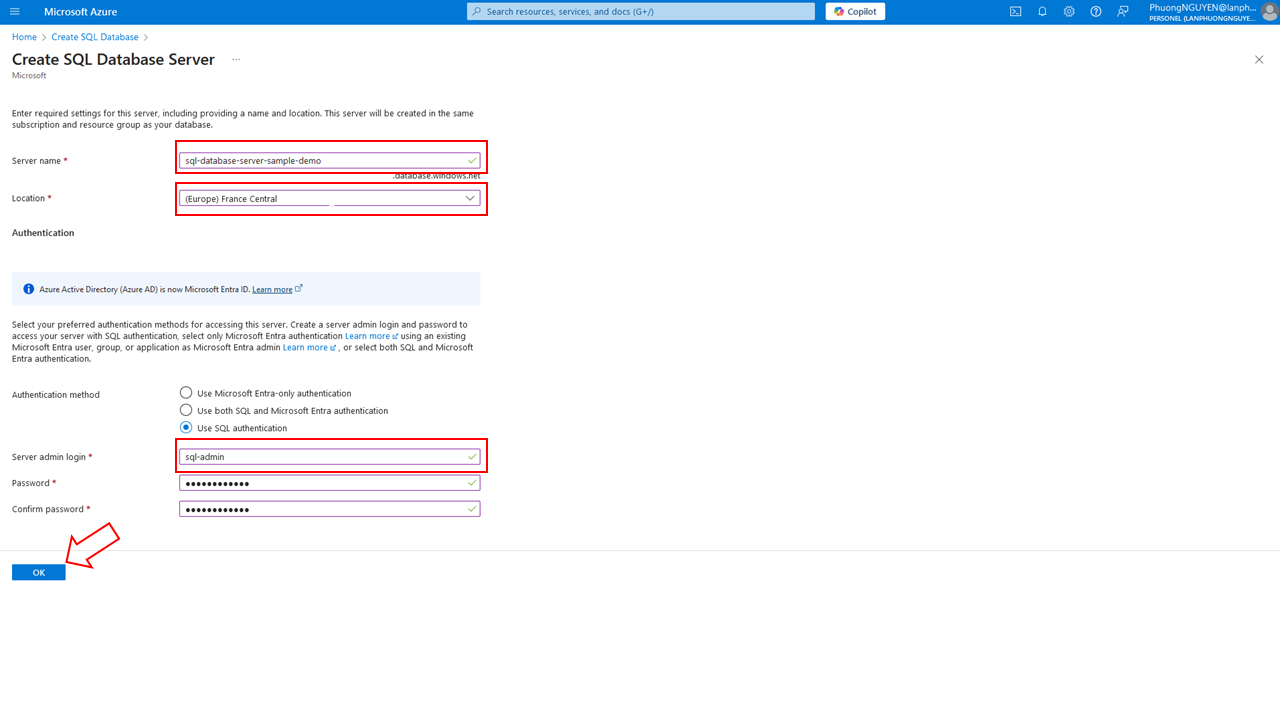 Microsoft Azure
Search resources, services, and docs (G+/)
Copilot
PhuongNGUYEN@lanph...
PERSONEL (LANPHUONGNGUYE...
Home > Create SQL Database >
Create SQL Database Server ...
Microsoft
Enter required settings for this server, including providing a name and location. This server will be created in the same
subscription and resource group as your database.
Server name *
sql-database-server-sample-demo
.database.windows.net
Location *
(Europe) France Central
Authentication
Azure Active Directory (Azure AD) is now Microsoft Entra ID. Learn more
Select your preferred authentication methods for accessing this server. Create a server admin login and password to
access your server with SQL authentication, select only Microsoft Entra authentication Learn more using an existing
Microsoft Entra user, group, or application as Microsoft Entra admin Learn more , or select both SQL and Microsoft
Entra authentication.
Authentication method
Use Microsoft Entra-only authentication
Use both SQL and Microsoft Entra authentication
Use SQL authentication
Server admin login *
sql-admin
Password *
••••••••••••
Confirm password *
••••••••••••
OK